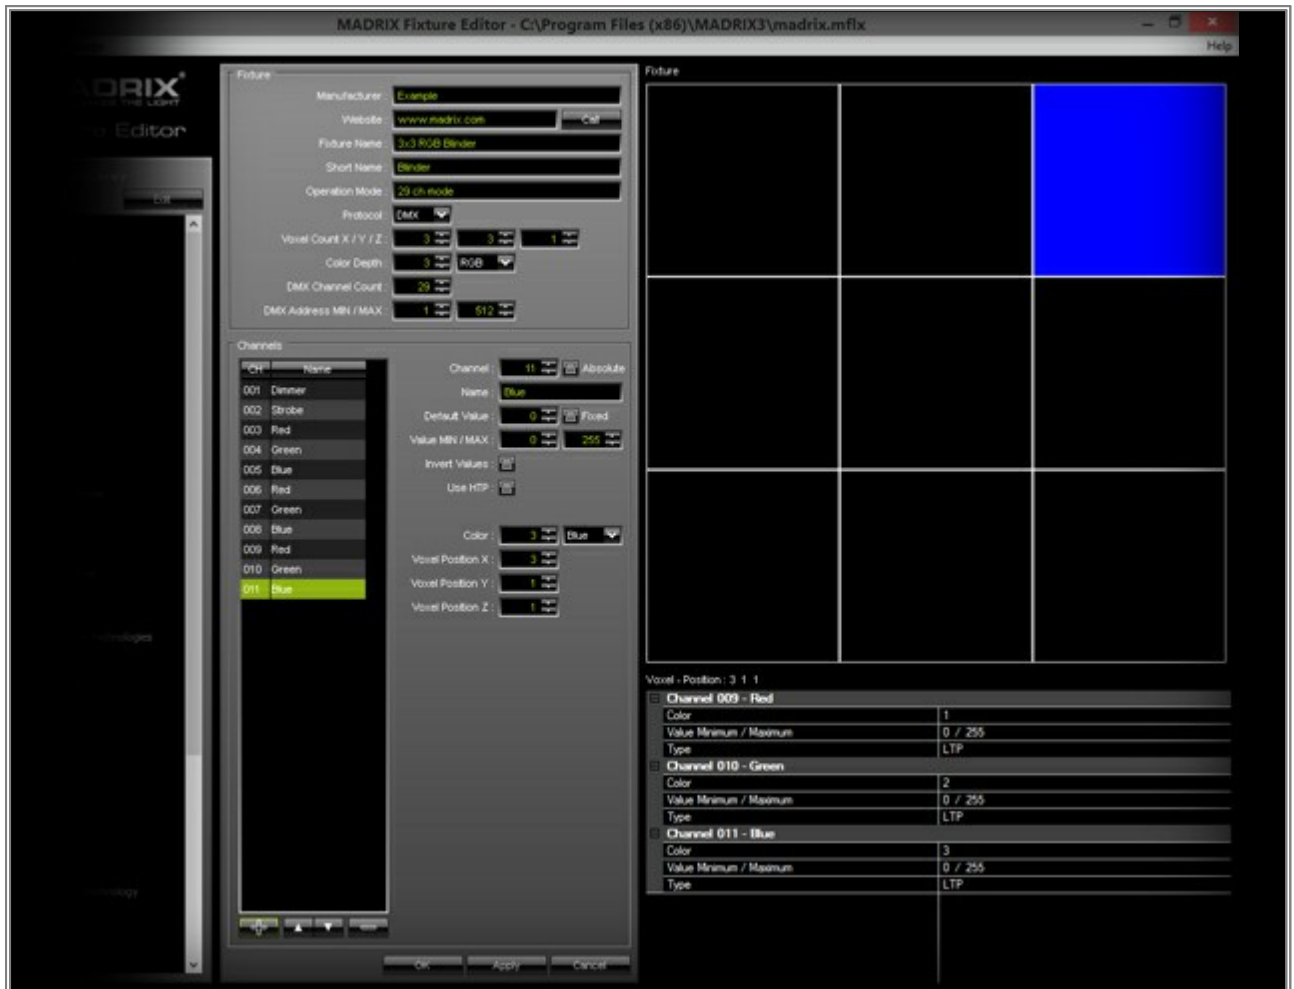 MADRIX Fixture Editor - C:\Program Files (x86)\MADRIX3\madrix.mflx
Help
Editor
Edit
Fixture
Manufacturer : Example
Website : www.madrix.com Call
Fixture Name : 3x3 RGB Blinder
Short Name : Blinder
Operation Mode : 29 ch mode
Protocol : DMX
Voxel Count X / Y / Z : 3 3 1
Color Depth : 3 RGB
DMX Channel Count : 29
DMX Address MIN / MAX : 1 512
Channels
CH Name
001 Dimmer
002 Strobe
003 Red
004 Green
005 Blue
006 Red
007 Green
008 Blue
009 Red
010 Green
011 Blue
Channel : 11 Absolute
Name : Blue
Default Value : 0 Fixed
Value MIN / MAX : 0 255
Invert Values :
Use HTP :
Color : 3 Blue
Voxel Position X : 3
Voxel Position Y : 1
Voxel Position Z : 1
OK Apply Cancel
Fixture
Voxel - Position : 3 1 1
Channel 009 - Red
Color 1
Value Minimum / Maximum 0 / 255
Type LTP
Channel 010 - Green
Color 2
Value Minimum / Maximum 0 / 255
Type LTP
Channel 011 - Blue
Color 3
Value Minimum / Maximum 0 / 255
Type LTP